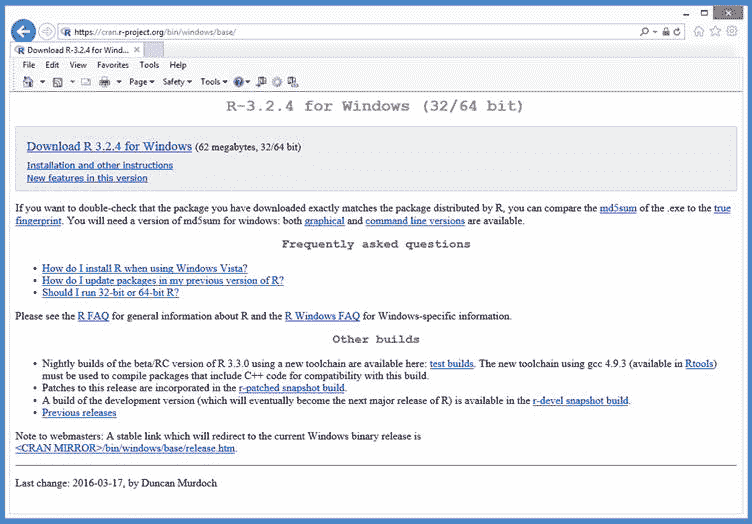 https://cran.r-project.org/bin/windows/base/
Download R-3.2.4 for Wind...
File Edit View Favorites Tools Help
Page Safety Tools
R-3.2.4 for Windows (32/64 bit)
Download R 3.2.4 for Windows (62 megabytes, 32/64 bit)
Installation and other instructions
New features in this version
If you want to double-check that the package you have downloaded exactly matches the package distributed by R, you can compare the md5sum of the .exe to the true
fingerprint. You will need a version of md5sum for windows: both graphical and command line versions are available.
Frequently asked questions
• How do I install R when using Windows Vista?
• How do I update packages in my previous version of R?
• Should I run 32-bit or 64-bit R?
Please see the R FAQ for general information about R and the R Windows FAQ for Windows-specific information.
Other builds
• Nightly builds of the beta/RC version of R 3.3.0 using a new toolchain are available here: test builds. The new toolchain using gcc 4.9.3 (available in Rtools)
must be used to compile packages that include C++ code for compatibility with this build.
• Patches to this release are incorporated in the r-patched snapshot build.
• A build of the development version (which will eventually become the next major release of R) is available in the r-devel snapshot build.
• Previous releases
Note to webmasters: A stable link which will redirect to the current Windows binary release is
<CRAN MIRROR>/bin/windows/base/release.htm.
Last change: 2016-03-17, by Duncan Murdoch